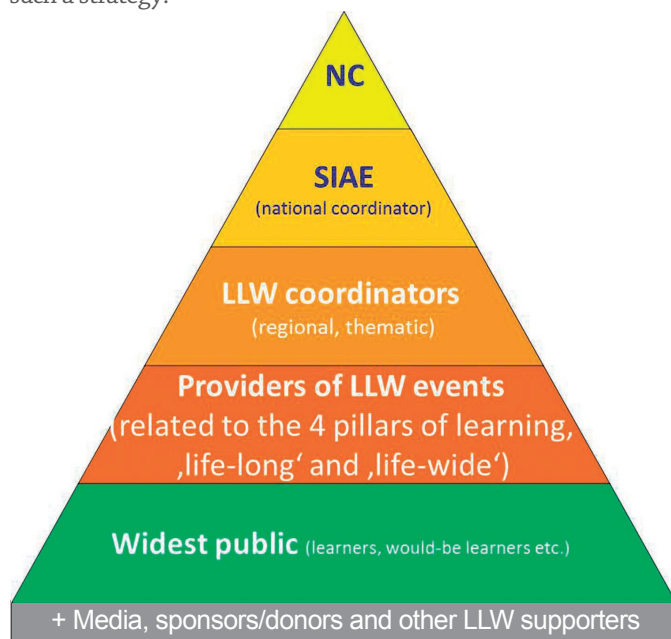 such a strategy.
NC
SIAE
(national coordinator)
LLW coordinators
(regional, thematic)
Providers of LLW events
(related to the 4 pillars of learning,
‚life-long‘ and ‚life-wide‘)
Widest public (learners, would-be learners etc.)
+ Media, sponsors/donors and other LLW supporters